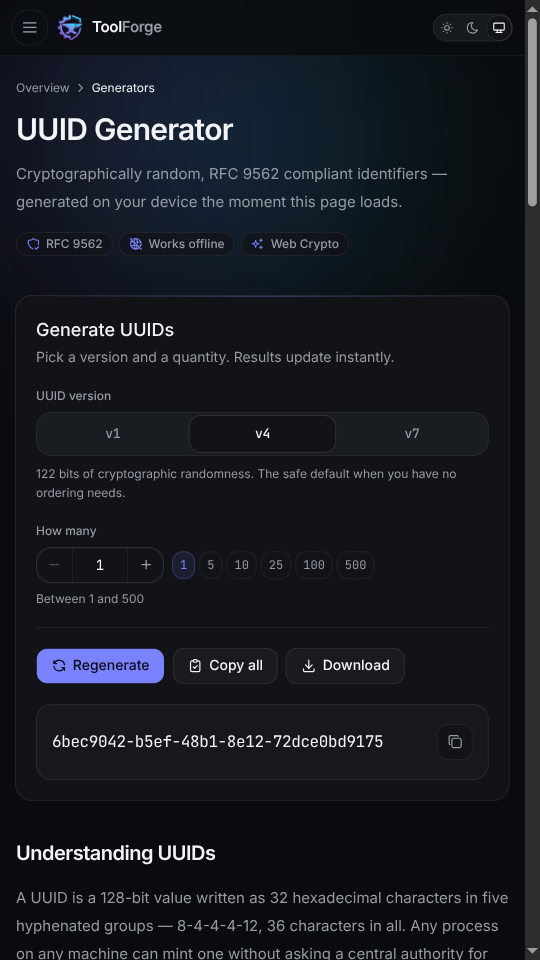 ToolForge
Overview > Generators
UUID Generator
Cryptographically random, RFC 9562 compliant identifiers —
generated on your device the moment this page loads.
RFC 9562 Works offline Web Crypto
Generate UUIDs
Pick a version and a quantity. Results update instantly.
UUID version
v1 v4 v7
122 bits of cryptographic randomness. The safe default when you have no
ordering needs.
How many
− 1 + 1 5 10 25 100 500
Between 1 and 500
Regenerate Copy all Download
6bec9042-b5ef-48b1-8e12-72dce0bd9175
Understanding UUIDs
A UUID is a 128-bit value written as 32 hexadecimal characters in five
hyphenated groups — 8-4-4-4-12, 36 characters in all. Any process
on any machine can mint one without asking a central authority for